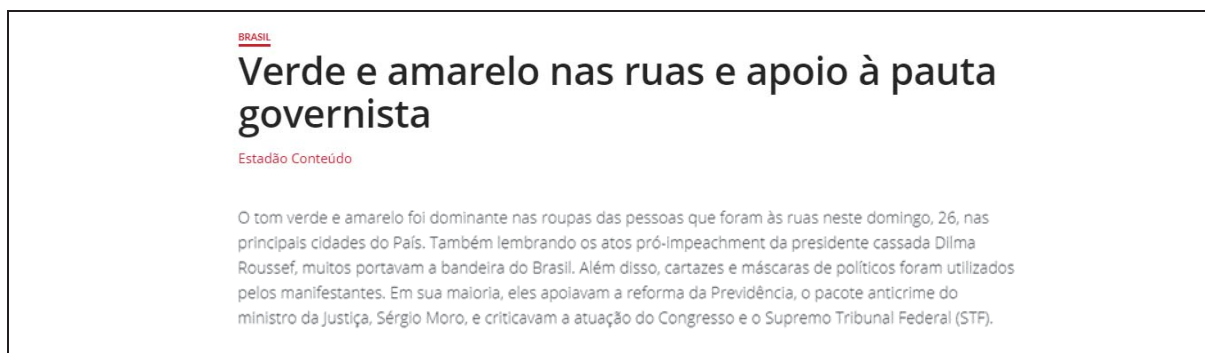 BRASIL
Verde e amarelo nas ruas e apoio à pauta
governista
Estadão Conteúdo
O tom verde e amarelo foi dominante nas roupas das pessoas que foram às ruas neste domingo, 26, nas
principais cidades do País. Também lembrando os atos pró-impeachment da presidente cassada Dilma
Roussef, muitos portavam a bandeira do Brasil. Além disso, cartazes e máscaras de políticos foram utilizados
pelos manifestantes. Em sua maioria, eles apoiavam a reforma da Previdência, o pacote anticrime do
ministro da Justiça, Sérgio Moro, e criticavam a atuação do Congresso e o Supremo Tribunal Federal (STF).